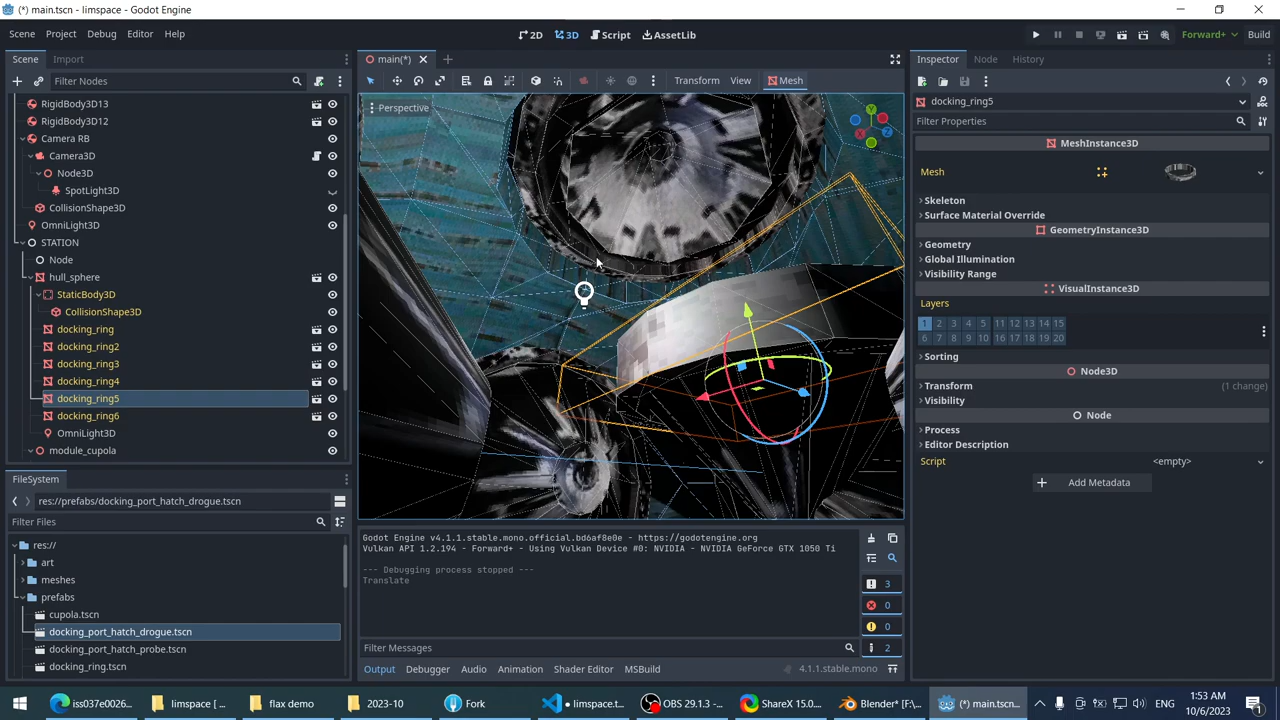 (*) main.tscn - limspace - Godot Engine
Scene Project Debug Editor Help
2D 3D Script AssetLib
Forward+ Build
Scene Import
Filter Nodes
RigidBody3D13
RigidBody3D12
Camera RB
Camera3D
Node3D
SpotLight3D
CollisionShape3D
OmniLight3D
STATION
Node
hull_sphere
StaticBody3D
CollisionShape3D
docking_ring
docking_ring2
docking_ring3
docking_ring4
docking_ring5
docking_ring6
OmniLight3D
module_cupola
FileSystem
res://prefabs/docking_port_hatch_drogue.tscn
Filter Files
res://
art
meshes
prefabs
cupola.tscn
docking_port_hatch_drogue.tscn
docking_port_hatch_probe.tscn
docking_ring.tscn
main(*)
Transform View Mesh
Perspective
Y
X
Z
Godot Engine v4.1.1.stable.mono.official.bd6af8e0e - https://godotengine.org
Vulkan API 1.2.194 - Forward+ - Using Vulkan Device #0: NVIDIA - NVIDIA GeForce GTX 1050 Ti
--- Debugging process stopped ---
Translate
3
0
0
2
Filter Messages
Output Debugger Audio Animation Shader Editor MSBuild
4.1.1.stable.mono
Inspector Node History
docking_ring5
Filter Properties
MeshInstance3D
Mesh
Skeleton
Surface Material Override
GeometryInstance3D
Geometry
Global Illumination
Visibility Range
VisualInstance3D
Layers
1 2 3 4 5 11 12 13 14 15
6 7 8 9 10 16 17 18 19 20
Sorting
Node3D
Transform (1 change)
Visibility
Node
Process
Editor Description
Script <empty>
Add Metadata
iss037e0026...
limspace [ ...
flax demo
2023-10
Fork
• limspace.t...
OBS 29.1.3 - ...
ShareX 15.0....
Blender* [F:\...
(*) main.tsc...
ENG
1:53 AM
10/6/2023